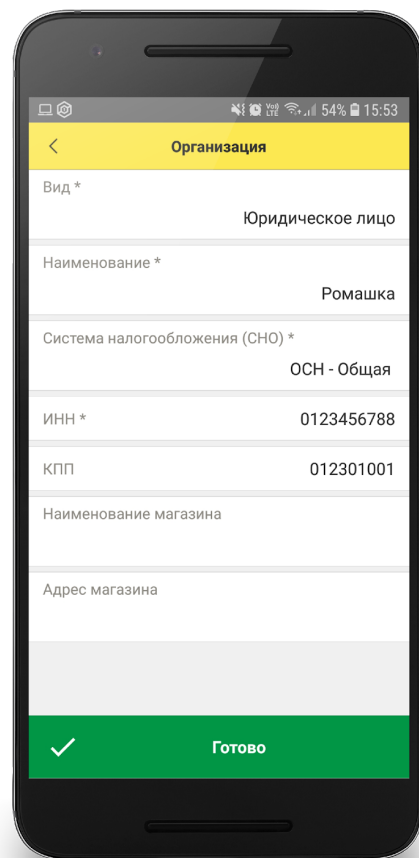 54% 15:53
Организация
Вид *
Юридическое лицо
Наименование *
Ромашка
Система налогообложения (СНО) *
ОСН - Общая
ИНН * 0123456788
КПП 012301001
Наименование магазина
Адрес магазина
Готово